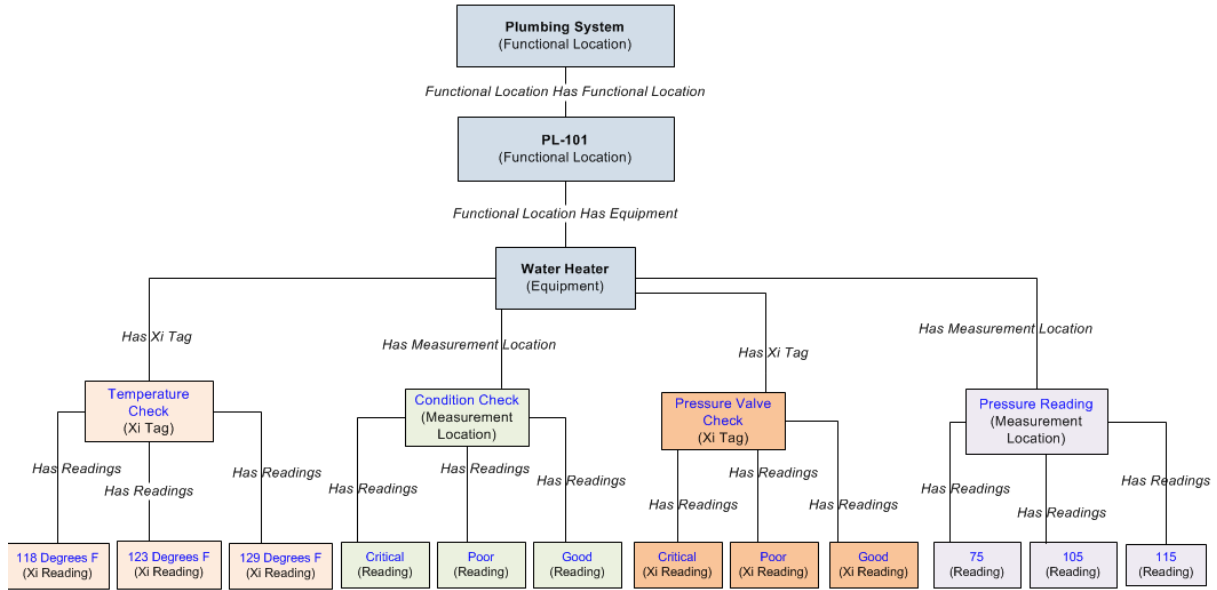 Plumbing System
(Functional Location)
Functional Location Has Functional Location
PL-101
(Functional Location)
Functional Location Has Equipment
Water Heater
(Equipment)
Has Xi Tag
Has Measurement Location
Has Xi Tag
Has Measurement Location
Temperature
Check
(Xi Tag)
Condition Check
(Measurement
Location)
Pressure Valve
Check
(Xi Tag)
Pressure Reading
(Measurement
Location)
Has Readings
Has Readings
Has Readings
Has Readings
Has Readings
Has Readings
Has Readings
Has Readings
Has Readings
Has Readings
Has Readings
Has Readings
118 Degrees F
(Xi Reading)
123 Degrees F
(Xi Reading)
129 Degrees F
(Xi Reading)
Critical
(Reading)
Poor
(Reading)
Good
(Reading)
Critical
(Xi Reading)
Poor
(Xi Reading)
Good
(Xi Reading)
75
(Reading)
105
(Reading)
115
(Reading)